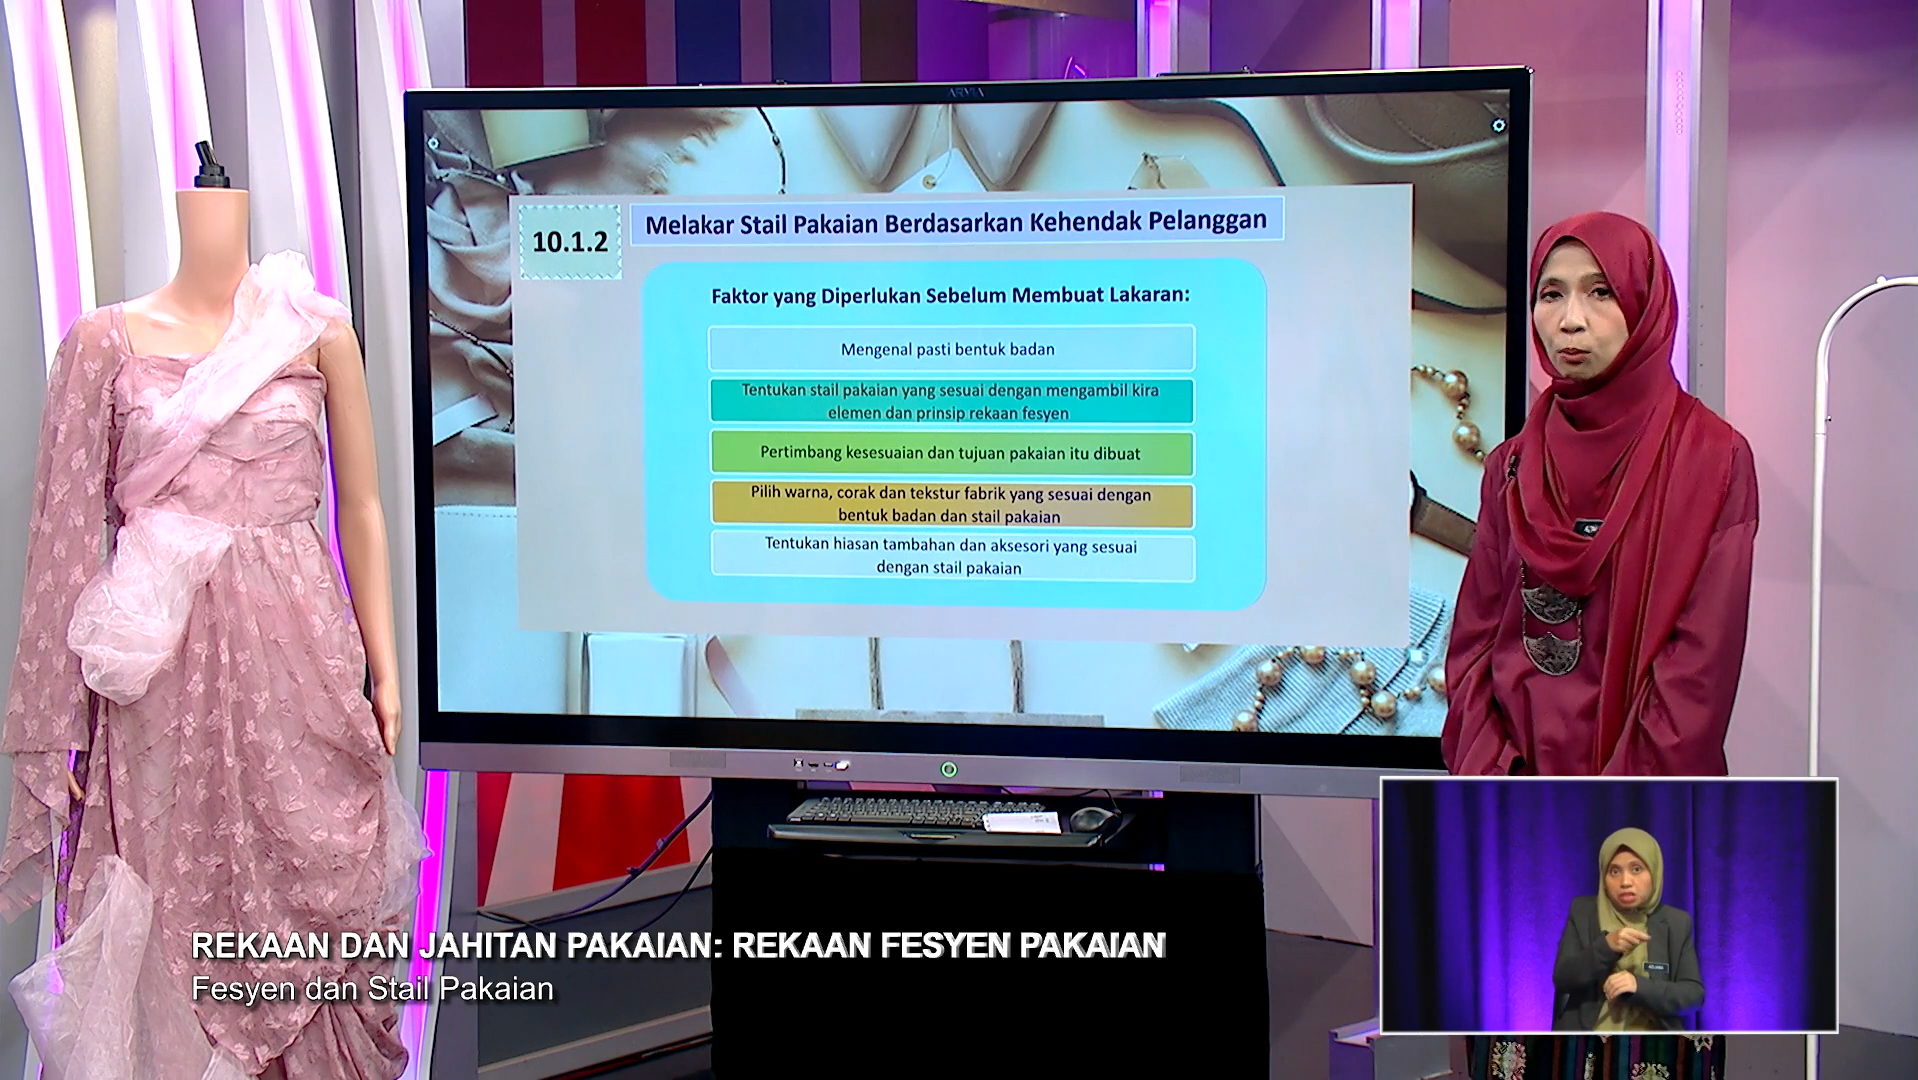 ARVIA
10.1.2
Melakar Stail Pakaian Berdasarkan Kehendak Pelanggan
Faktor yang Diperlukan Sebelum Membuat Lakaran:
Mengenal pasti bentuk badan
Tentukan stail pakaian yang sesuai dengan mengambil kira
elemen dan prinsip rekaan fesyen
Pertimbang kesesuaian dan tujuan pakaian itu dibuat
Pilih warna, corak dan tekstur fabrik yang sesuai dengan
bentuk badan dan stail pakaian
Tentukan hiasan tambahan dan aksesori yang sesuai
dengan stail pakaian
REKAAN DAN JAHITAN PAKAIAN: REKAAN FESYEN PAKAIAN
Fesyen dan Stail Pakaian